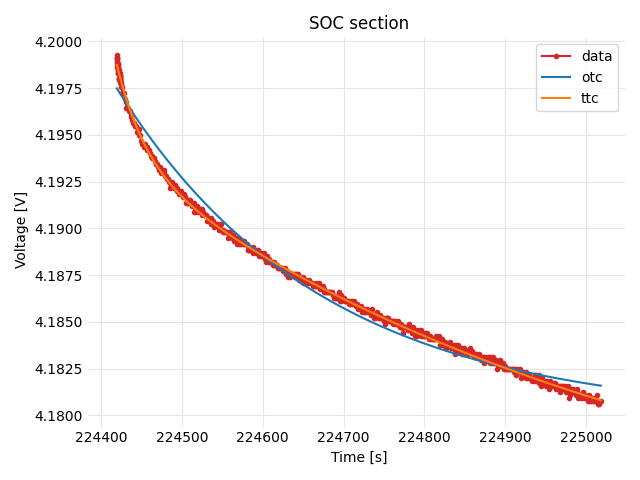 SOC section
4.2000
4.1975
4.1950
4.1925
4.1900
4.1875
4.1850
4.1825
4.1800
Voltage [V]
data
otc
ttc
224400 224500 224600 224700 224800 224900 225000
Time [s]